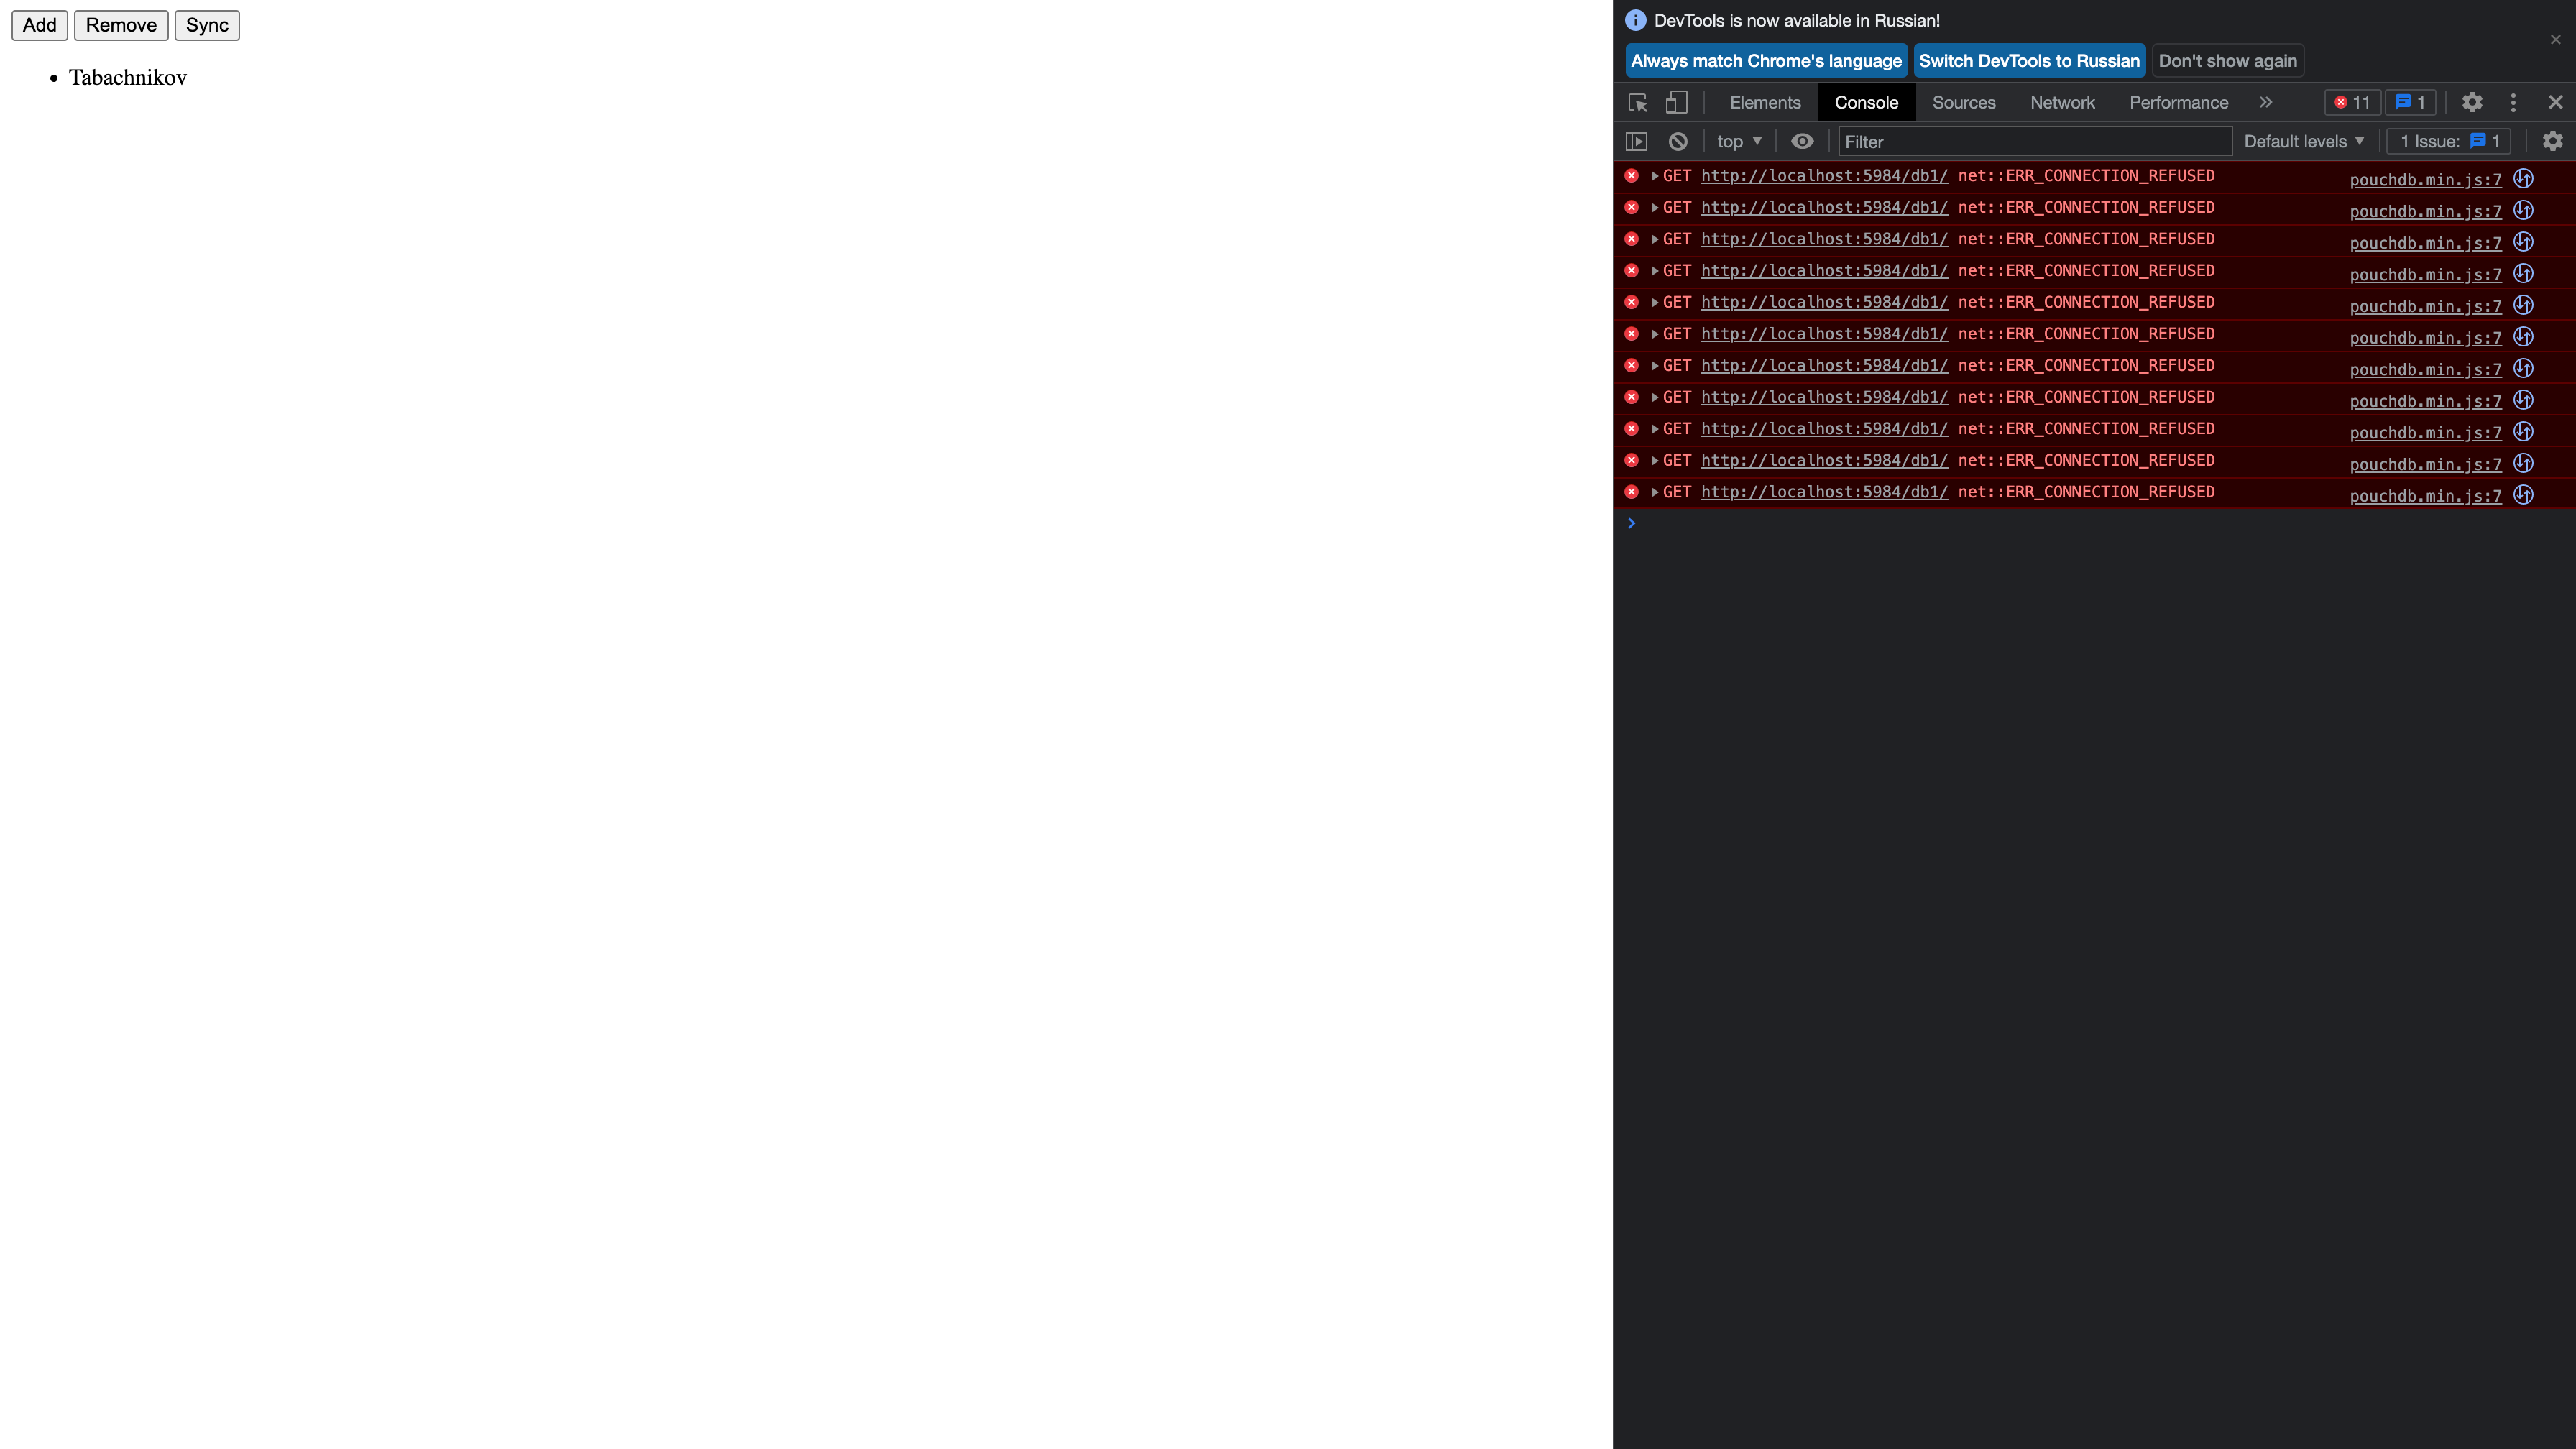 Add Remove Sync
• Tabachnikov
DevTools is now available in Russian!
Always match Chrome's language Switch DevTools to Russian Don't show again
Elements Console Sources Network Performance 11 1
top Filter Default levels 1 Issue: 1
GET http://localhost:5984/db1/ net::ERR_CONNECTION_REFUSED pouchdb.min.js:7
GET http://localhost:5984/db1/ net::ERR_CONNECTION_REFUSED pouchdb.min.js:7
GET http://localhost:5984/db1/ net::ERR_CONNECTION_REFUSED pouchdb.min.js:7
GET http://localhost:5984/db1/ net::ERR_CONNECTION_REFUSED pouchdb.min.js:7
GET http://localhost:5984/db1/ net::ERR_CONNECTION_REFUSED pouchdb.min.js:7
GET http://localhost:5984/db1/ net::ERR_CONNECTION_REFUSED pouchdb.min.js:7
GET http://localhost:5984/db1/ net::ERR_CONNECTION_REFUSED pouchdb.min.js:7
GET http://localhost:5984/db1/ net::ERR_CONNECTION_REFUSED pouchdb.min.js:7
GET http://localhost:5984/db1/ net::ERR_CONNECTION_REFUSED pouchdb.min.js:7
GET http://localhost:5984/db1/ net::ERR_CONNECTION_REFUSED pouchdb.min.js:7
GET http://localhost:5984/db1/ net::ERR_CONNECTION_REFUSED pouchdb.min.js:7